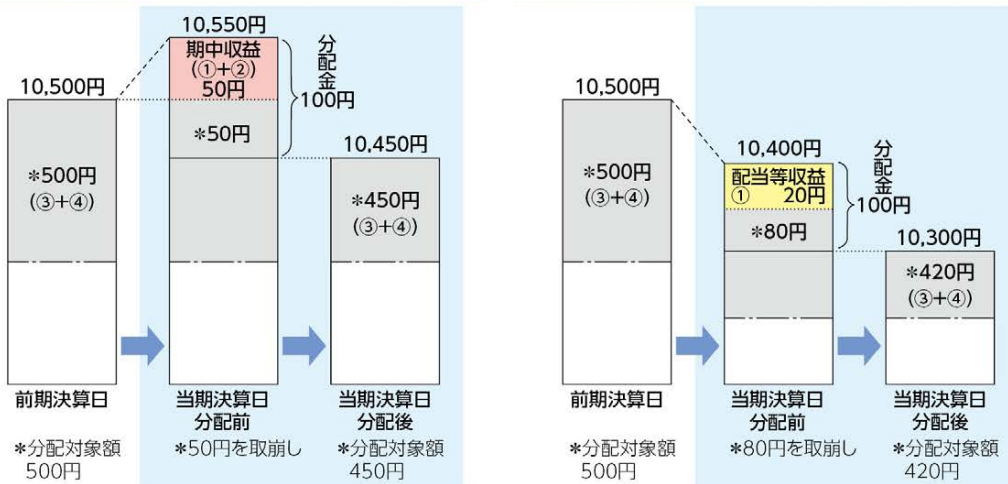 10,550円
期中収益
(①+②)
50円
分配金
100円
10,500円
*50円
10,450円
*500円
(③+④)
*450円
(③+④)
前期決算日
当期決算日
分配前
当期決算日
分配後
*分配対象額
500円
*50円を取崩し
*分配対象額
450円
10,500円
10,400円
配当等収益
① 20円
分配金
100円
*500円
(③+④)
*80円
10,300円
*420円
(③+④)
前期決算日
当期決算日
分配前
当期決算日
分配後
*分配対象額
500円
*80円を取崩し
*分配対象額
420円